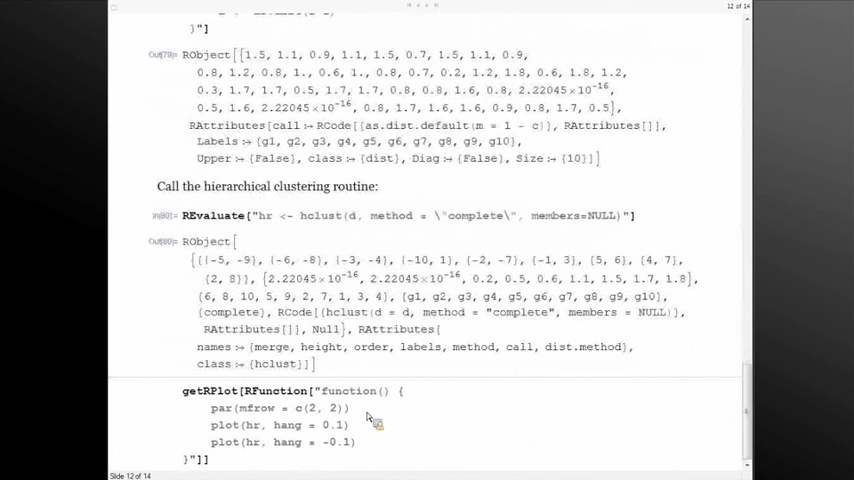 12 of 14
}"]
Out[79]= RObject[{1.5, 1.1, 0.9, 1.1, 1.5, 0.7, 1.5, 1.1, 0.9,
0.8, 1.2, 0.8, 1., 0.6, 1., 0.8, 0.7, 0.2, 1.2, 1.8, 0.6, 1.8, 1.2,
0.3, 1.7, 1.7, 0.5, 1.7, 1.7, 0.8, 0.8, 1.6, 0.8, 2.22045×10^-16,
0.5, 1.6, 2.22045×10^-16, 0.8, 1.7, 1.6, 1.6, 0.9, 0.8, 1.7, 0.5},
RAttributes[call :→ RCode[{as.dist.default(m = 1 - c)}, RAttributes[]],
Labels :→ {g1, g2, g3, g4, g5, g6, g7, g8, g9, g10},
Upper :→ {False}, class :→ {dist}, Diag :→ {False}, Size :→ {10}]]
Call the hierarchical clustering routine:
In[80]:= REvaluate["hr <- hclust(d, method = \"complete\", members=NULL)"]
Out[80]= RObject[
{{{-5, -9}, {-6, -8}, {-3, -4}, {-10, 1}, {-2, -7}, {-1, 3}, {5, 6}, {4, 7},
{2, 8}}, {2.22045×10^-16, 2.22045×10^-16, 0.2, 0.5, 0.6, 1.1, 1.5, 1.7, 1.8},
{6, 8, 10, 5, 9, 2, 7, 1, 3, 4}, {g1, g2, g3, g4, g5, g6, g7, g8, g9, g10},
{complete}, RCode[{hclust(d = d, method = "complete", members = NULL)},
RAttributes[]], Null}, RAttributes[
names :→ {merge, height, order, labels, method, call, dist.method},
class :→ {hclust}]]
getRPlot[RFunction["function() {
par(mfrow = c(2, 2))
plot(hr, hang = 0.1)
plot(hr, hang = -0.1)
}"]]
Slide 12 of 14